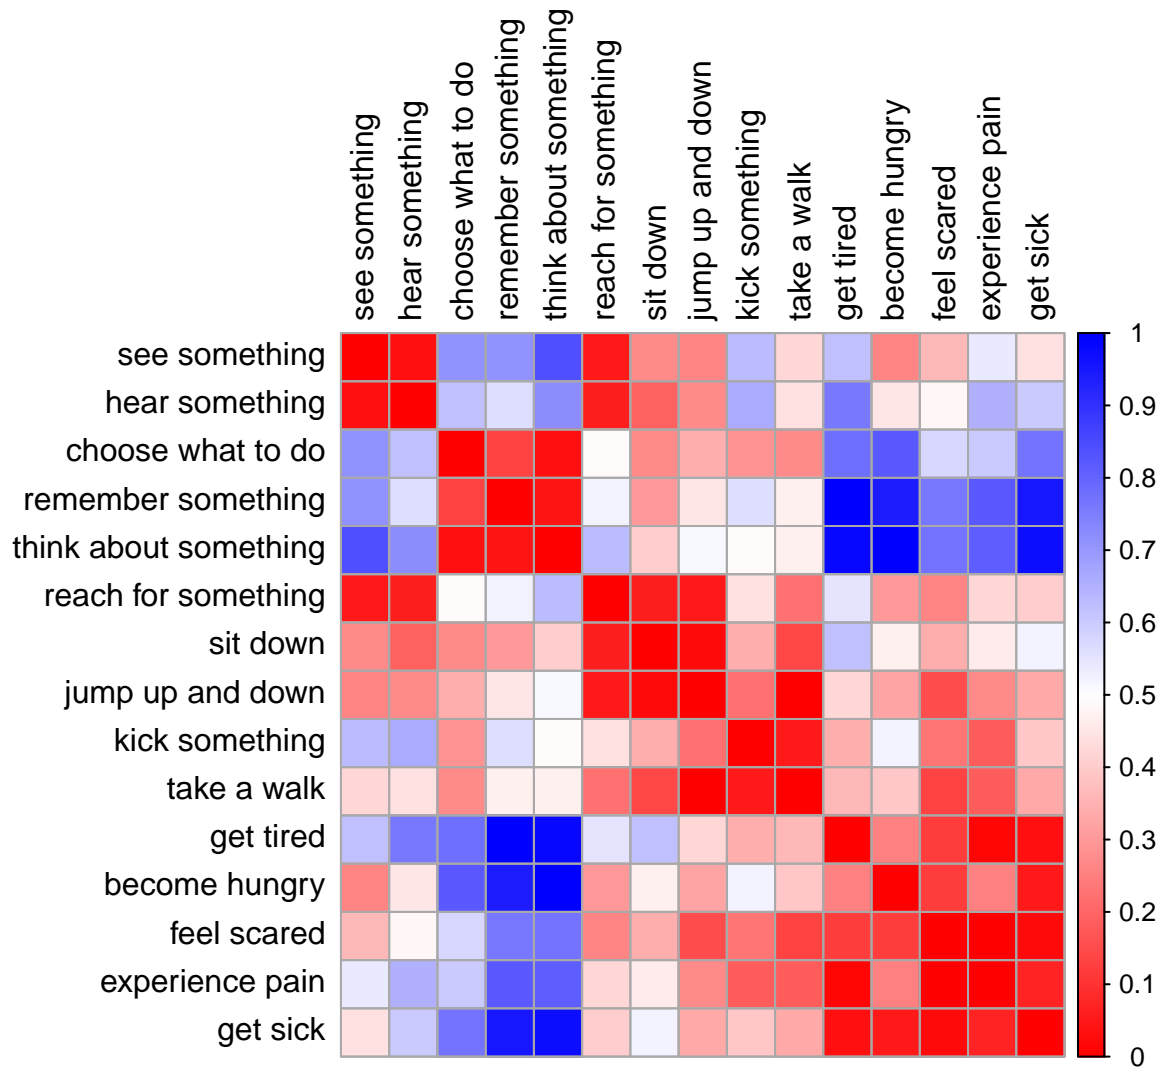 see something
hear something
choose what to do
remember something
think about something
reach for something
sit down
jump up and down
kick something
take a walk
get tired
become hungry
feel scared
experience pain
get sick
see something
hear something
choose what to do
remember something
think about something
reach for something
sit down
jump up and down
kick something
take a walk
get tired
become hungry
feel scared
experience pain
get sick
1
0.9
0.8
0.7
0.6
0.5
0.4
0.3
0.2
0.1
0